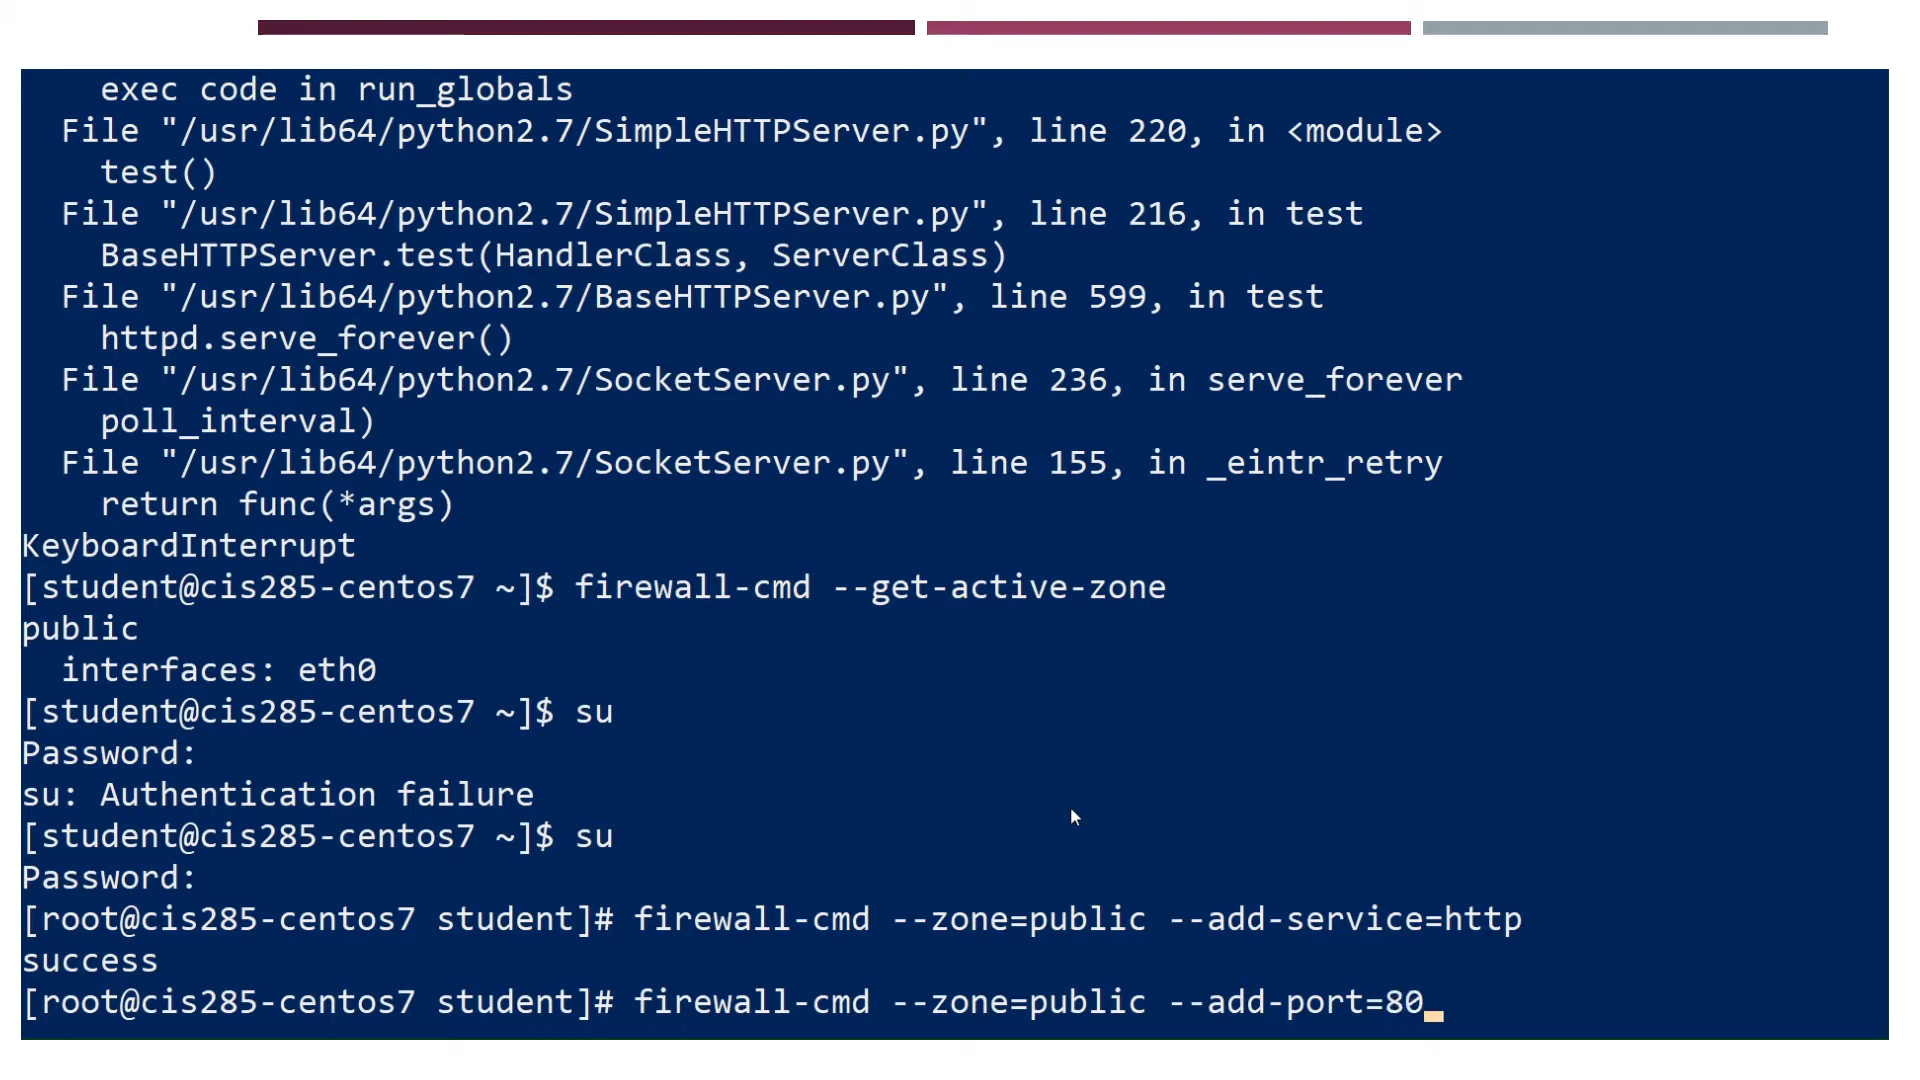 exec code in run_globals
File "/usr/lib64/python2.7/SimpleHTTPServer.py", line 220, in <module>
test()
File "/usr/lib64/python2.7/SimpleHTTPServer.py", line 216, in test
BaseHTTPServer.test(HandlerClass, ServerClass)
File "/usr/lib64/python2.7/BaseHTTPServer.py", line 599, in test
httpd.serve_forever()
File "/usr/lib64/python2.7/SocketServer.py", line 236, in serve_forever
poll_interval)
File "/usr/lib64/python2.7/SocketServer.py", line 155, in _eintr_retry
return func(*args)
KeyboardInterrupt
[student@cis285-centos7 ~]$ firewall-cmd --get-active-zone
public
interfaces: eth0
[student@cis285-centos7 ~]$ su
Password:
su: Authentication failure
[student@cis285-centos7 ~]$ su
Password:
[root@cis285-centos7 student]# firewall-cmd --zone=public --add-service=http
success
[root@cis285-centos7 student]# firewall-cmd --zone=public --add-port=80